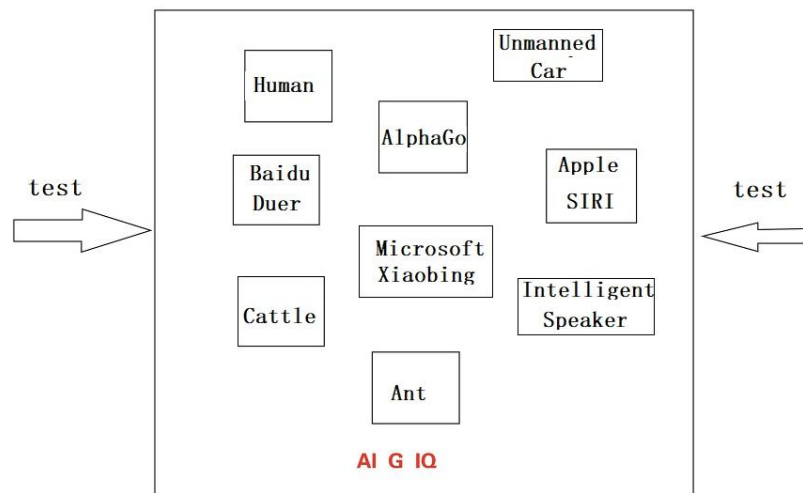 Unmanned
Car
Human
AlphaGo
Baidu
Duer
Apple
SIRI
test
test
Microsoft
Xiaobing
Cattle
Intelligent
Speaker
Ant
AI G IQ